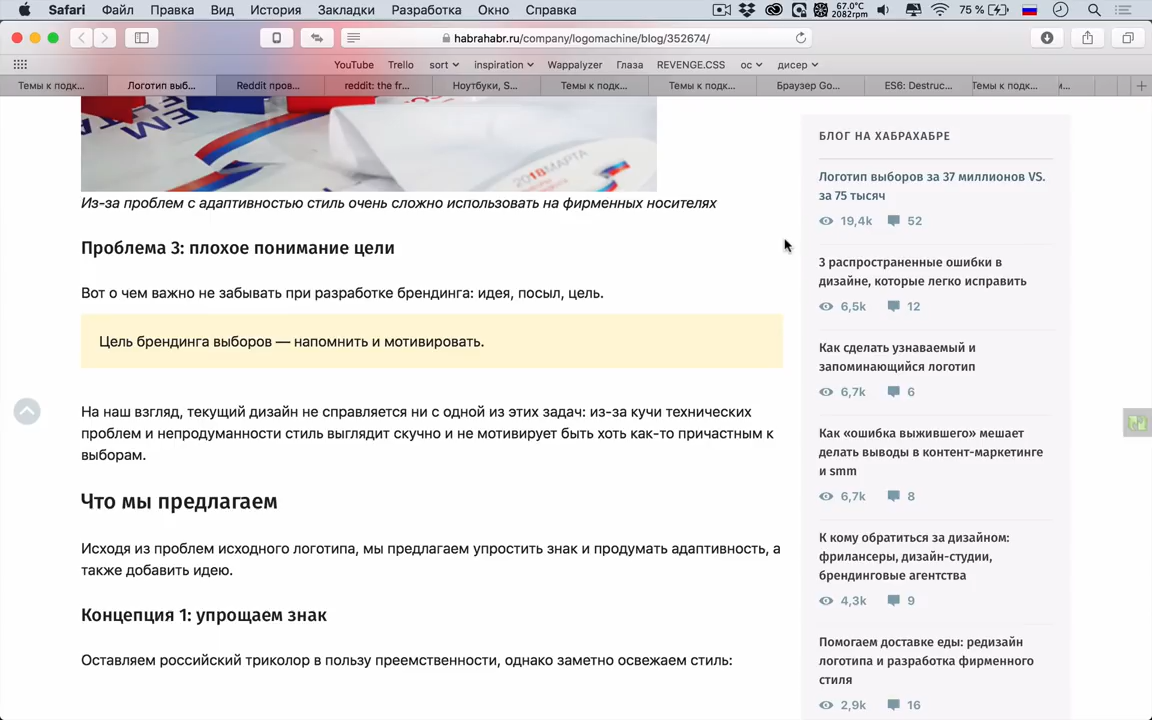 Safari Файл Правка Вид История Закладки Разработка Окно Справка
67.0°C
2082rpm
75 %
habrahabr.ru/company/logomachine/blog/352674/
YouTube Trello sort inspiration Wappalyzer Глаза REVENGE.CSS ос дисер
Темы к подк... Логотип выб... Reddit пров... reddit: the fr... Ноутбуки, S... Темы к подк... Темы к подк... Браузер Go... ES6: Destruc... Темы к подк...
2018МАРТА
Из-за проблем с адаптивностью стиль очень сложно использовать на фирменных носителях
Проблема 3: плохое понимание цели
Вот о чем важно не забывать при разработке брендинга: идея, посыл, цель.
Цель брендинга выборов — напомнить и мотивировать.
На наш взгляд, текущий дизайн не справляется ни с одной из этих задач: из-за кучи технических
проблем и непродуманности стиль выглядит скучно и не мотивирует быть хоть как-то причастным к
выборам.
Что мы предлагаем
Исходя из проблем исходного логотипа, мы предлагаем упростить знак и продумать адаптивность, а
также добавить идею.
Концепция 1: упрощаем знак
Оставляем российский триколор в пользу преемственности, однако заметно освежаем стиль:
БЛОГ НА ХАБРАХАБРЕ
Логотип выборов за 37 миллионов VS.
за 75 тысяч
19,4k 52
3 распространенные ошибки в
дизайне, которые легко исправить
6,5k 12
Как сделать узнаваемый и
запоминающийся логотип
6,7k 6
Как «ошибка выжившего» мешает
делать выводы в контент-маркетинге
и smm
6,7k 8
К кому обратиться за дизайном:
фрилансеры, дизайн-студии,
брендинговые агентства
4,3k 9
Помогаем доставке еды: редизайн
логотипа и разработка фирменного
стиля
2,9k 16